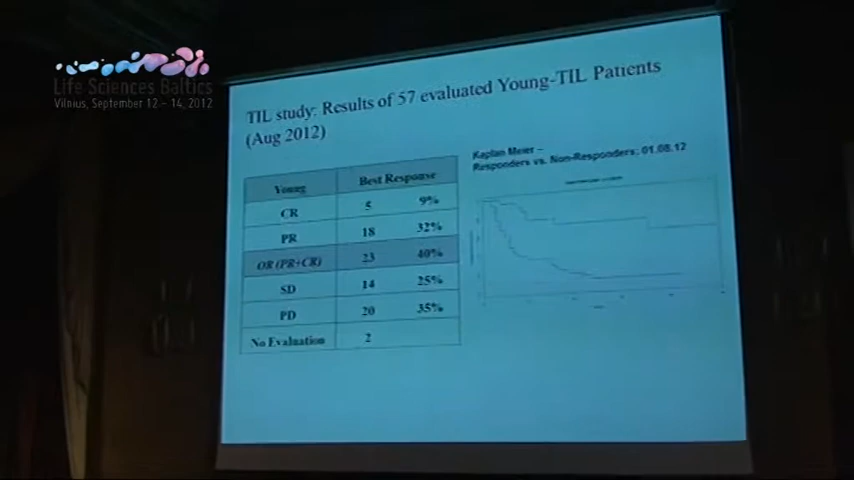 Life Sciences Baltics
Vilnius, September 12 - 14, 2012
TIL study: Results of 57 evaluated Young-TIL Patients
(Aug 2012)
Young Best Response
CR 5 9%
PR 18 32%
OR (PR+CR) 23 40%
SD 14 25%
PD 20 35%
No Evaluation 2
Kaplan Meier –
Responders vs. Non-Responders; 01.08.12